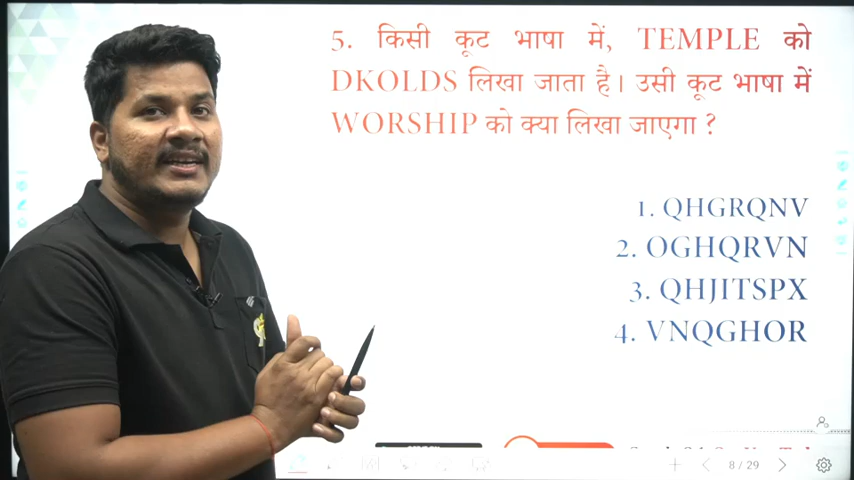 5. किसी कूट भाषा में, TEMPLE को
DKOLDS लिखा जाता है। उसी कूट भाषा में
WORSHIP को क्या लिखा जाएगा ?
1. QHGRQNV
2. OGHQRVN
3. QHJITSPX
4. VNQGHOR
8 / 29